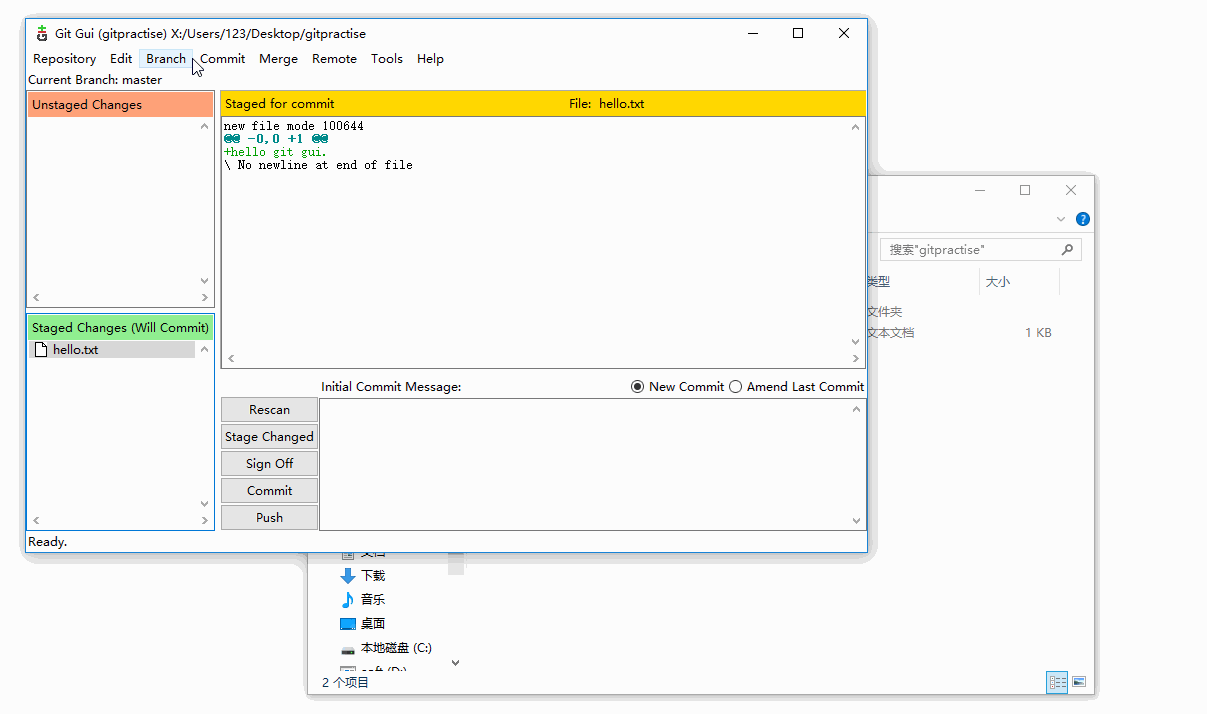 Git Gui (gitpractise) X:/Users/123/Desktop/gitpractise
Repository Edit Branch Commit Merge Remote Tools Help
Current Branch: master
Unstaged Changes
Staged for commit File: hello.txt
new file mode 100644
@@ -0,0 +1 @@
+hello git gui.
\ No newline at end of file
Staged Changes (Will Commit)
hello.txt
Initial Commit Message: New Commit Amend Last Commit
Rescan
Stage Changed
Sign Off
Commit
Push
Ready.
搜索"gitpractise"
类型 大小
文件夹
文本文档 1 KB
文档
下载
音乐
桌面
本地磁盘 (C:)
soft (D:)
2 个项目